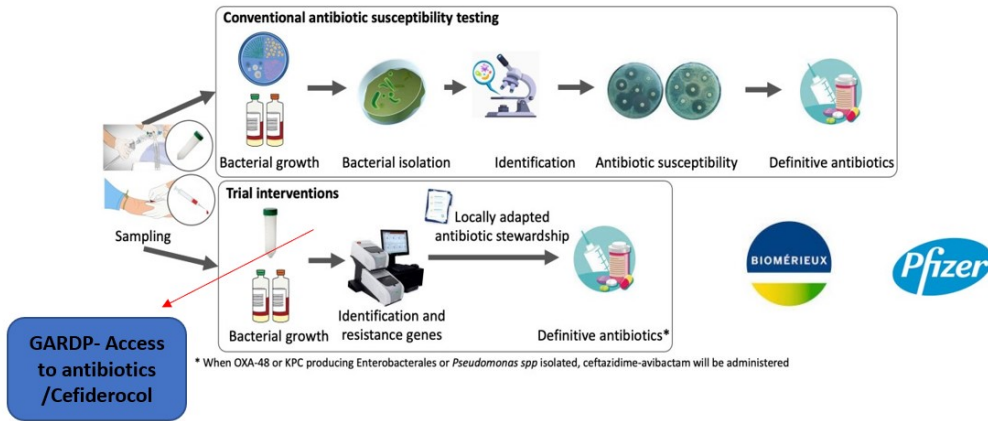 Conventional antibiotic susceptibility testing
Bacterial growth
Bacterial isolation
Identification
Antibiotic susceptibility
Definitive antibiotics
Sampling
Trial interventions
Locally adapted
antibiotic stewardship
Bacterial growth
Identification and
resistance genes
Definitive antibiotics*
* When OXA-48 or KPC producing Enterobacterales or Pseudomonas spp isolated, ceftazidime-avibactam will be administered
GARDP- Access
to antibiotics
/Cefiderocol
BIOMÉRIEUX
Pfizer